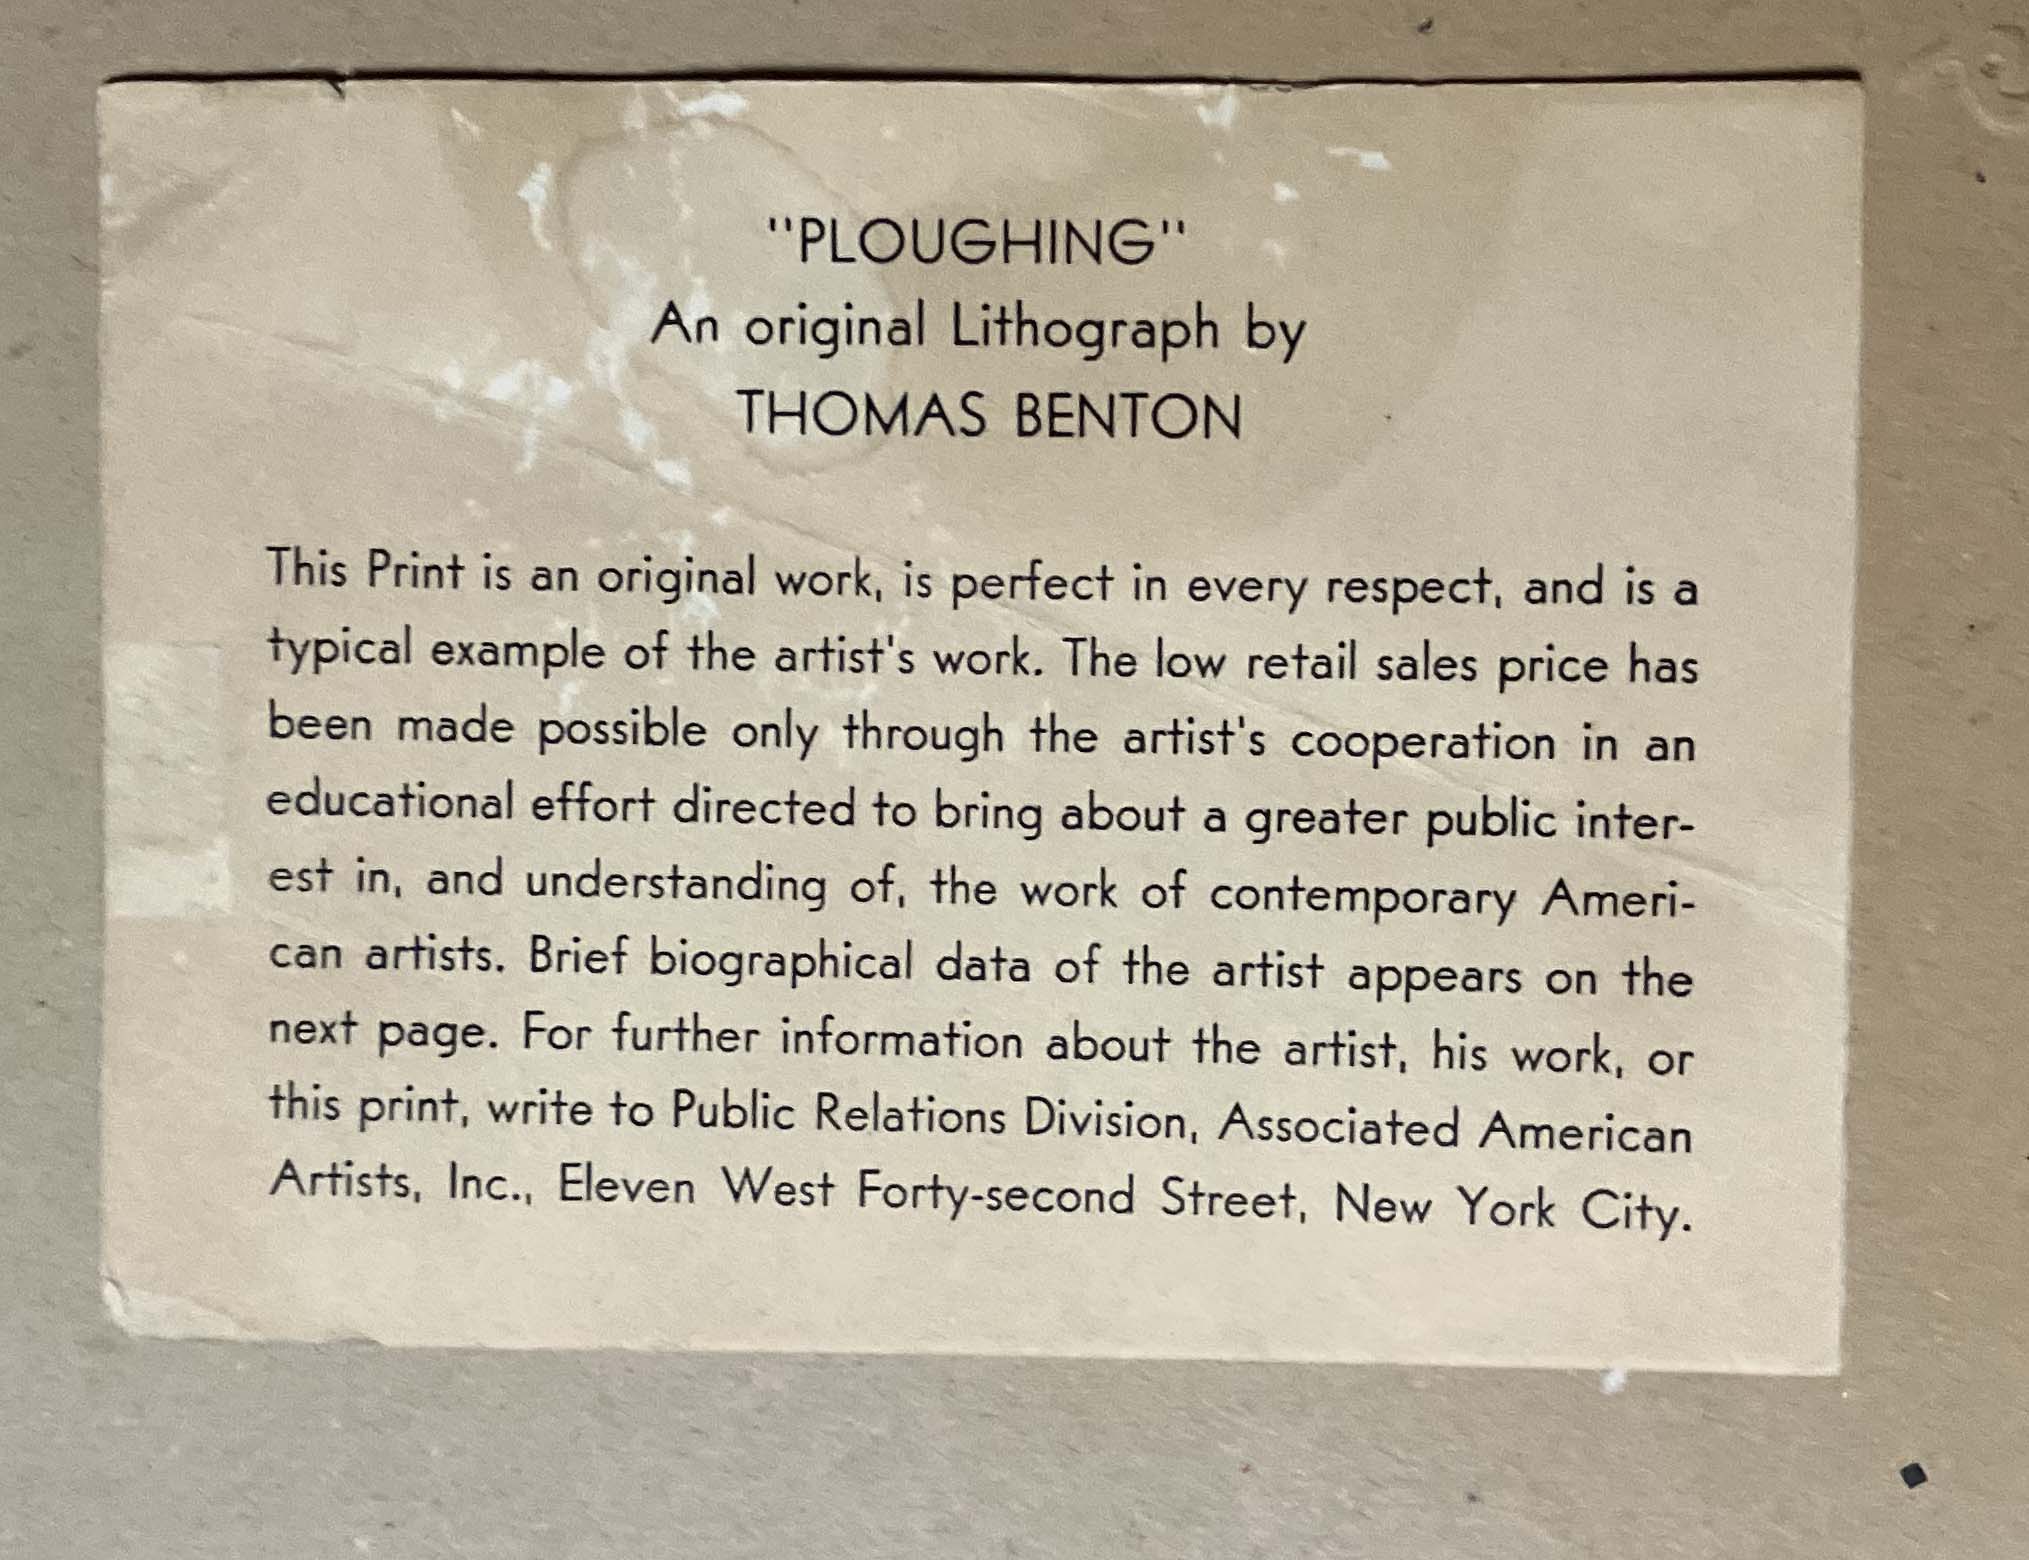 "PLOUGHING"
An original Lithograph by
THOMAS BENTON
This Print is an original work, is perfect in every respect, and is a
typical example of the artist's work. The low retail sales price has
been made possible only through the artist's cooperation in an
educational effort directed to bring about a greater public inter-
est in, and understanding of, the work of contemporary Ameri-
can artists. Brief biographical data of the artist appears on the
next page. For further information about the artist, his work, or
this print, write to Public Relations Division, Associated American
Artists, Inc., Eleven West Forty-second Street, New York City.